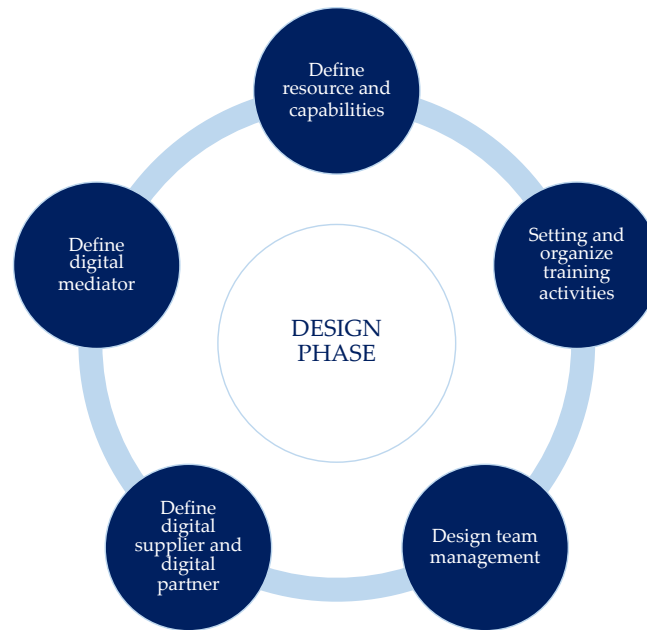 Define
resource and
capabilities
Setting and
organize
training
activities
Design team
management
Define
digital
supplier and
digital
partner
Define
digital
mediator
DESIGN
PHASE